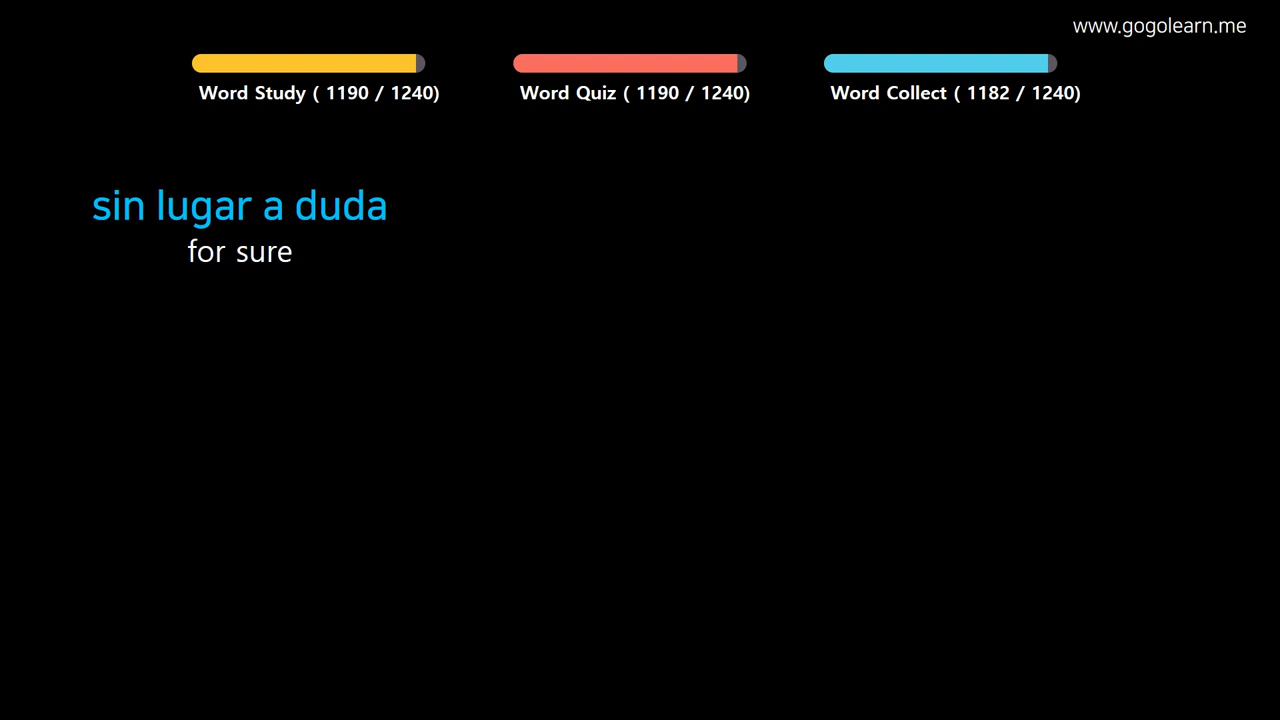 www.gogolearn.me
Word Study ( 1190 / 1240)
Word Quiz ( 1190 / 1240)
Word Collect ( 1182 / 1240)
sin lugar a duda
for sure